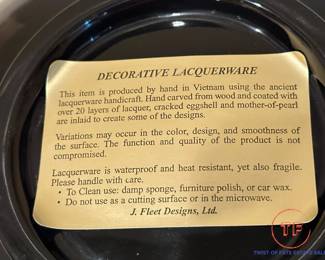 DECORATIVE LACQUERWARE
This item is produced by hand in Vietnam using the ancient
lacquerware handicraft. Hand carved from wood and coated with
over 20 layers of lacquer, cracked eggshell and mother-of-pearl
are inlaid to create some of the designs.
Variations may occur in the color, design, and smoothness of
the surface. The function and quality of the product is not
compromised.
Lacquerware is waterproof and heat resistant, yet also fragile.
Please handle with care.
• To Clean use: damp sponge, furniture polish, or car wax.
• Do not use as a cutting surface or in the microwave.
J. Fleet Designs, Ltd.
TF
TWIST OF FATE ESTATE SALES